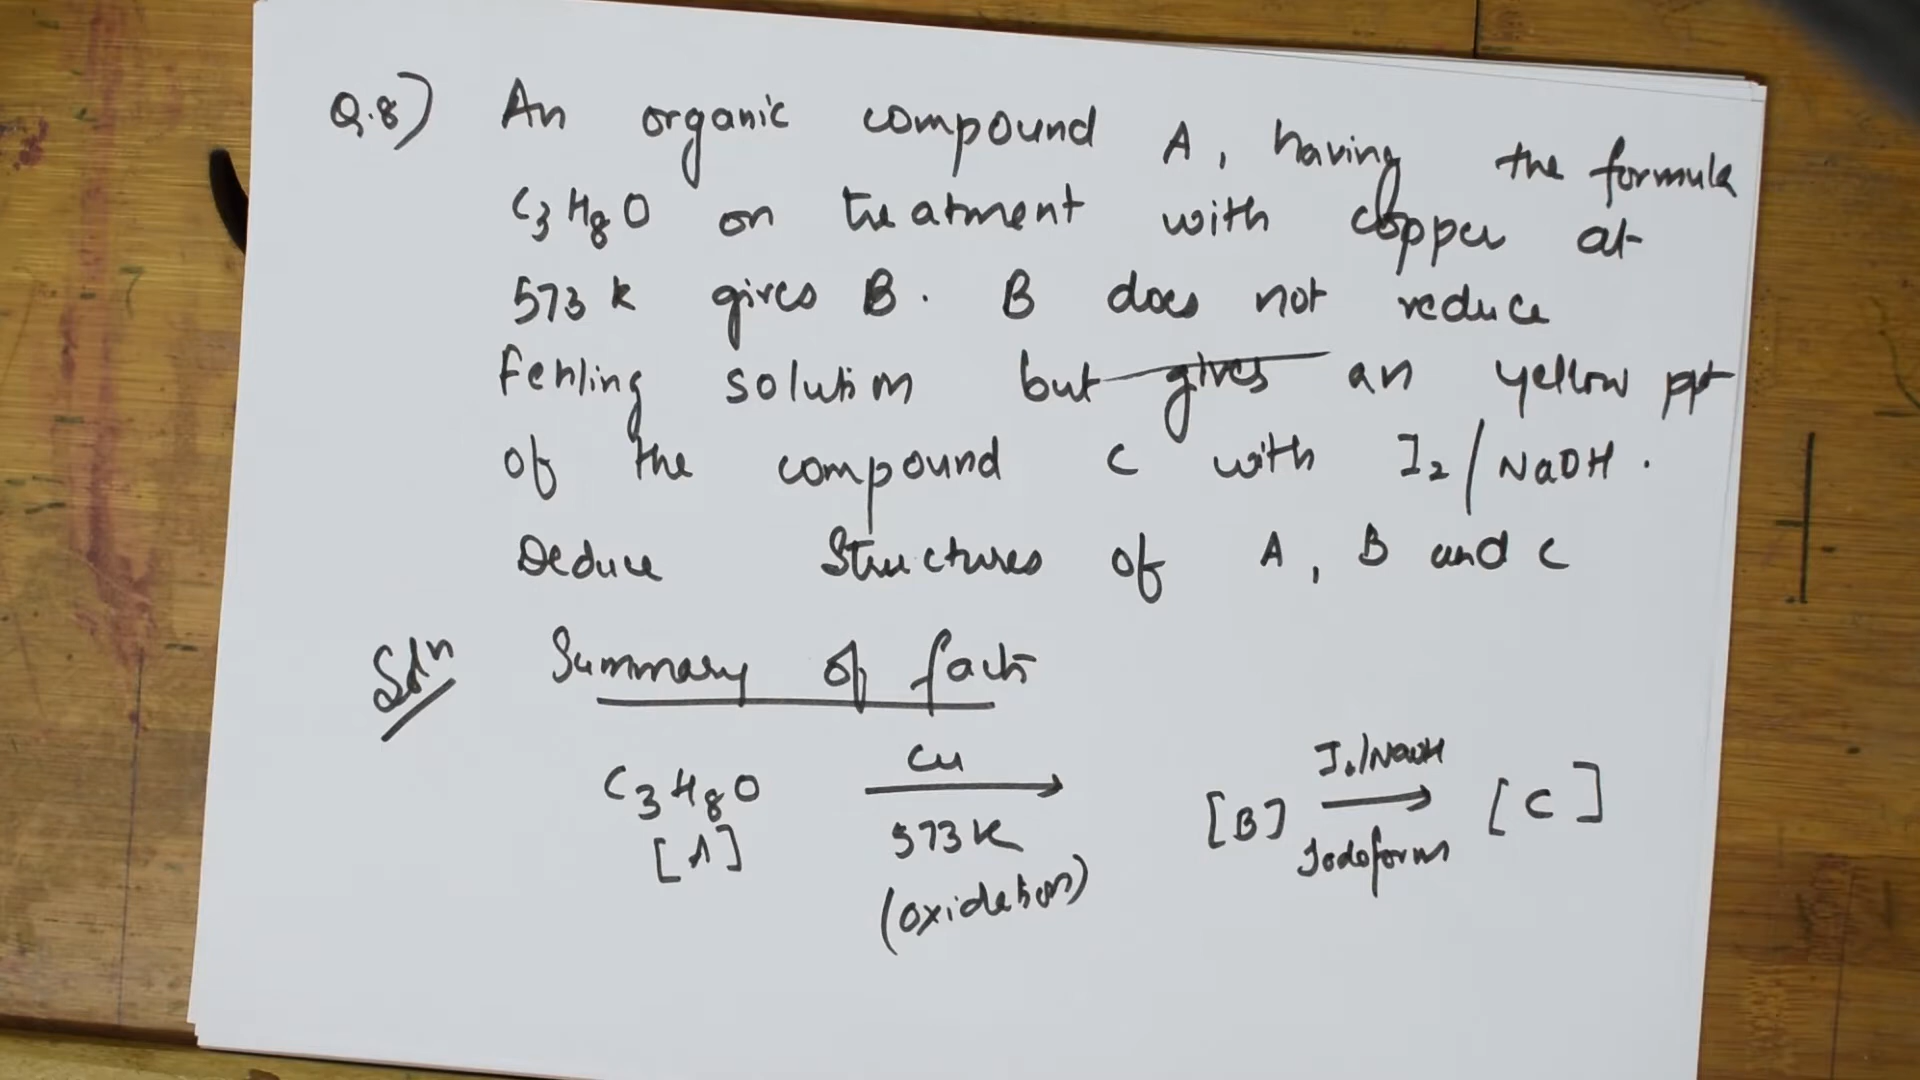 Q.8) An organic compound A, having the formula
C3H8O on treatment with copper at
573 K gives B. B does not reduce
Fehling solution but gives an yellow ppt
of the compound C with I2/NaOH.
Deduce Structures of A, B and C
Soln Summary of facts
C3H8O Cu [B] I2/NaOH [C]
[A] 573 K Iodoform
(oxidation)